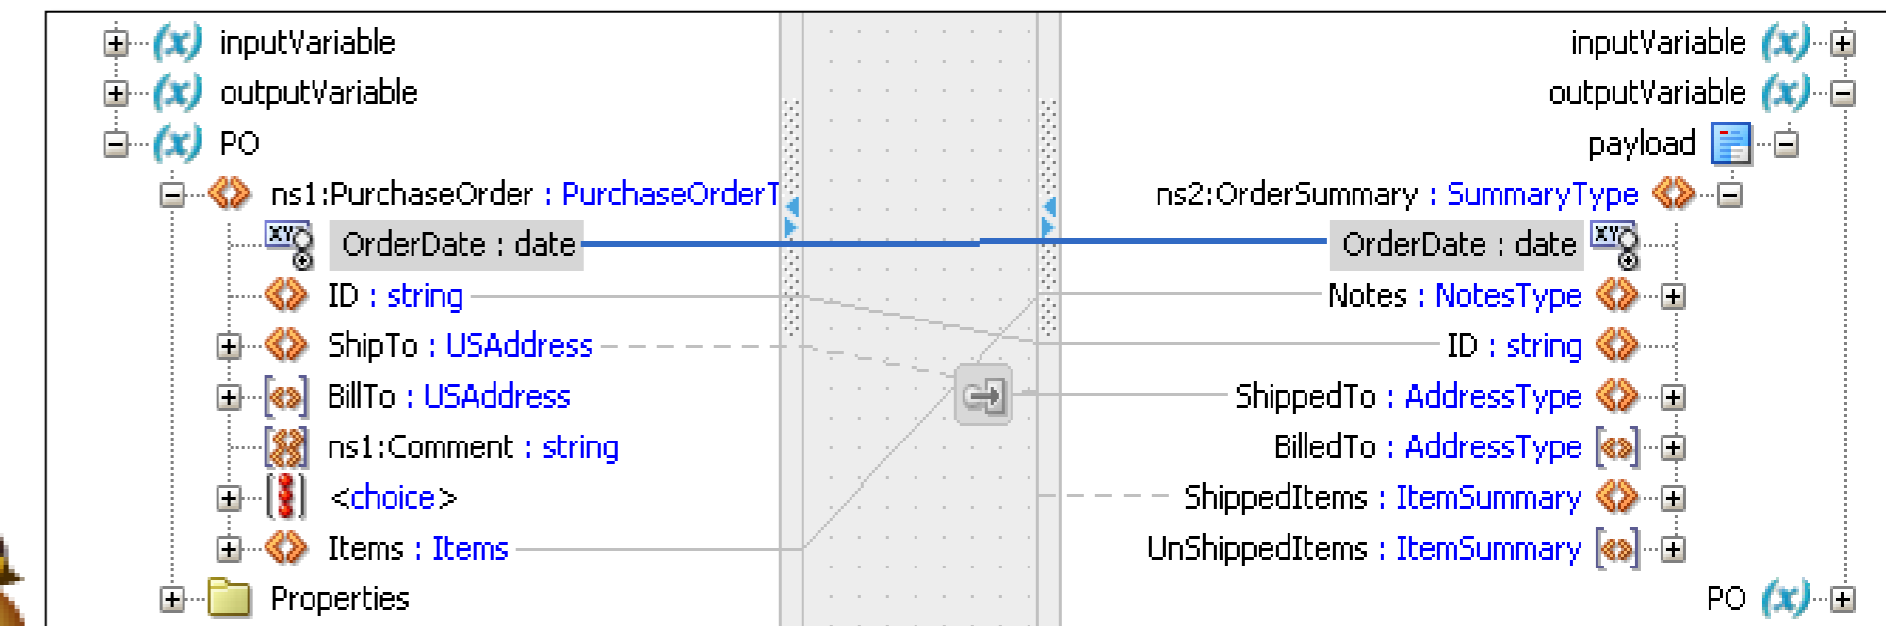 inputVariable
outputVariable
PO
ns1:PurchaseOrder : PurchaseOrderT
OrderDate : date
ID : string
ShipTo : USAddress
BillTo : USAddress
ns1:Comment : string
<choice>
Items : Items
Properties
inputVariable
outputVariable
payload
ns2:OrderSummary : SummaryType
OrderDate : date
Notes : NotesType
ID : string
ShippedTo : AddressType
BilledTo : AddressType
ShippedItems : ItemSummary
UnShippedItems : ItemSummary
PO